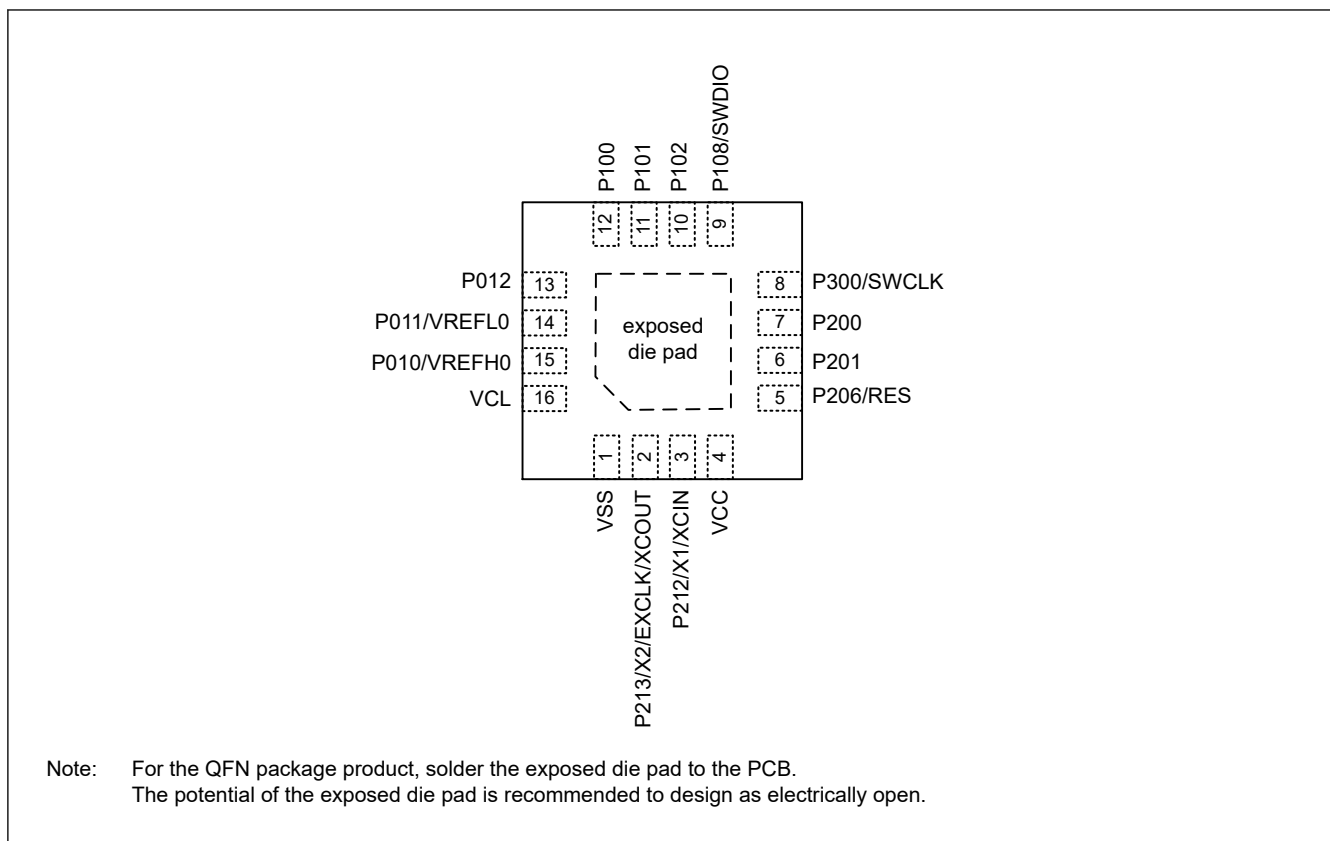 P100
P101
P102
P108/SWDIO
12
11
10
9
P012
13
P011/VREFL0
14
P010/VREFH0
15
VCL
16
exposed
die pad
8
P300/SWCLK
7
P200
6
P201
5
P206/RES
1
2
3
4
VSS
P213/X2/EXCLK/XCOUT
P212/X1/XCIN
VCC
Note: For the QFN package product, solder the exposed die pad to the PCB.
The potential of the exposed die pad is recommended to design as electrically open.